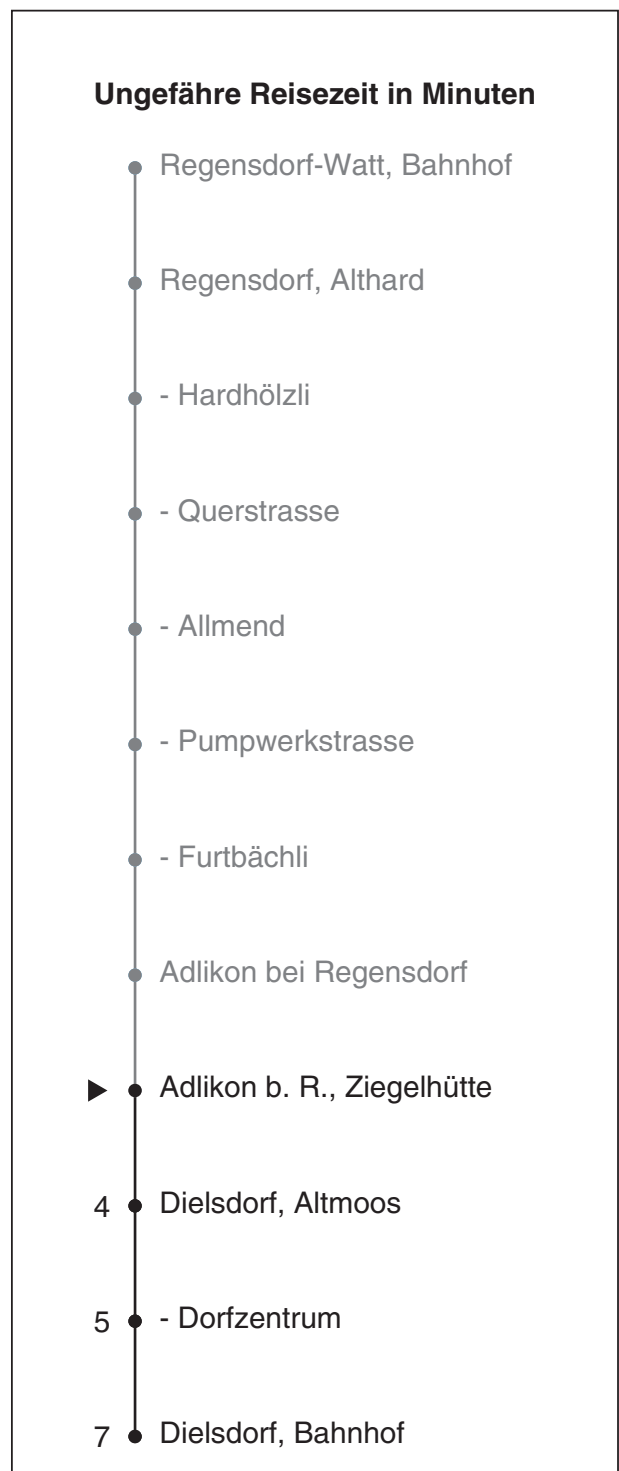 Ungefähre Reisezeit in Minuten
Regensdorf-Watt, Bahnhof
Regensdorf, Althard
- Hardhölzli
- Querstrasse
- Allmend
- Pumpwerkstrasse
- Furtbächli
Adlikon bei Regensdorf
Adlikon b. R., Ziegelhütte
4 Dielsdorf, Altmoos
5 - Dorfzentrum
7 Dielsdorf, Bahnhof